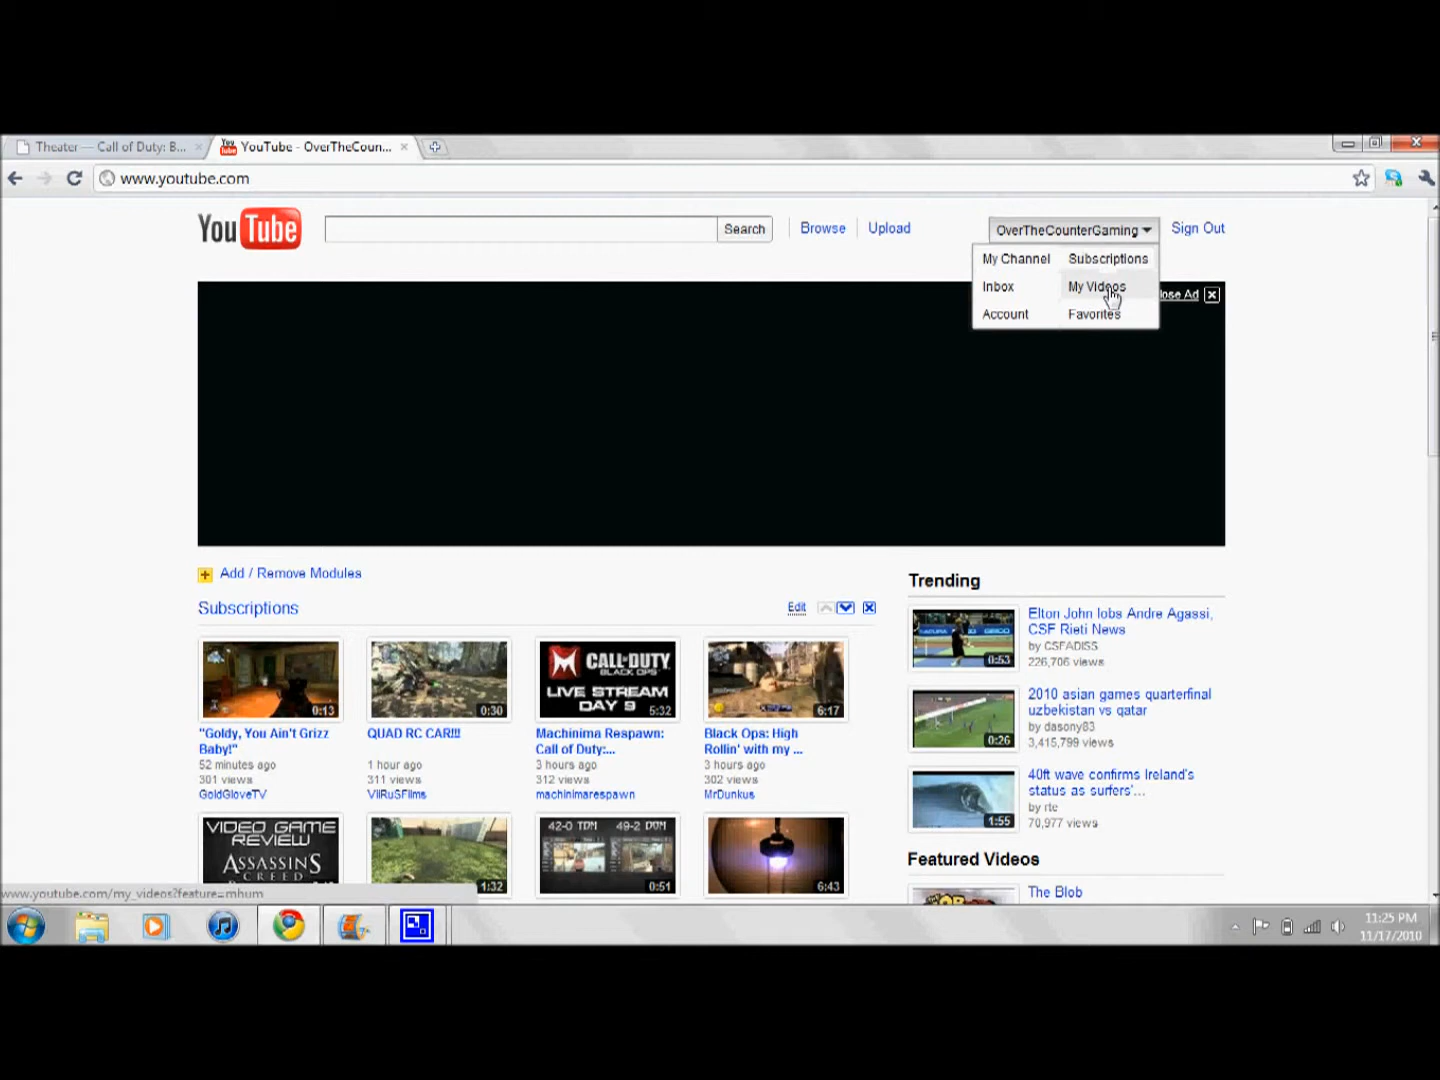 Theater — Call of Duty: B...
YouTube - OverTheCoun...
www.youtube.com
YouTube
Search
Browse
Upload
OverTheCounterGaming
Sign Out
My Channel
Subscriptions
Inbox
My Videos
Account
Favorites
lose Ad
Add / Remove Modules
Subscriptions
Edit
0:13
0:30
CALL OF DUTY
BLACK OPS
LIVE STREAM
DAY 9
5:32
6:17
"Goldy, You Ain't Grizz
Baby!"
52 minutes ago
301 views
GoldGloveTV
QUAD RC CAR!!!
1 hour ago
311 views
ViiRuSFilms
Machinima Respawn:
Call of Duty:...
3 hours ago
312 views
machinimarespawn
Black Ops: High
Rollin' with my ...
3 hours ago
302 views
MrDunkus
VIDEO GAME
REVIEW
ASSASSIN'S
CREED
1:32
42-0 TDM
49-2 DOM
0:51
6:43
Trending
0:53
Elton John lobs Andre Agassi,
CSF Rieti News
by CSFADISS
226,706 views
0:26
2010 asian games quarterfinal
uzbekistan vs qatar
by dasony83
3,415,799 views
1:55
40ft wave confirms Ireland's
status as surfers'...
by rte
70,977 views
Featured Videos
The Blob
www.youtube.com/my_videos?feature=mhum
11:25 PM
11/17/2010